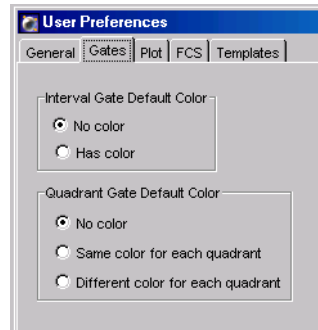 User Preferences
General Gates Plot FCS Templates
Interval Gate Default Color
No color
Has color
Quadrant Gate Default Color
No color
Same color for each quadrant
Different color for each quadrant